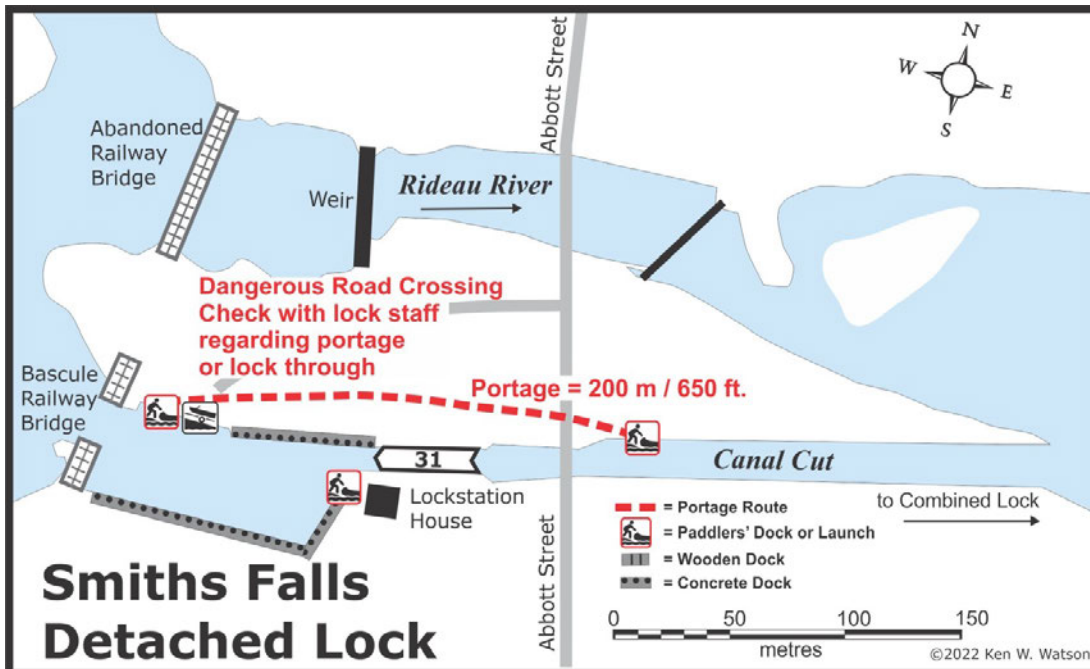 Abbott Street
N
W
E
S
Abandoned
Railway
Bridge
Weir
Rideau River
Dangerous Road Crossing
Check with lock staff
regarding portage
or lock through
Bascule
Railway
Bridge
Portage = 200 m / 650 ft.
31
Canal Cut
Lockstation
House
to Combined Lock
= Portage Route
= Paddlers' Dock or Launch
= Wooden Dock
= Concrete Dock
Abbott Street
Smiths Falls
Detached Lock
0 50 100 150
metres
©2022 Ken W. Watson